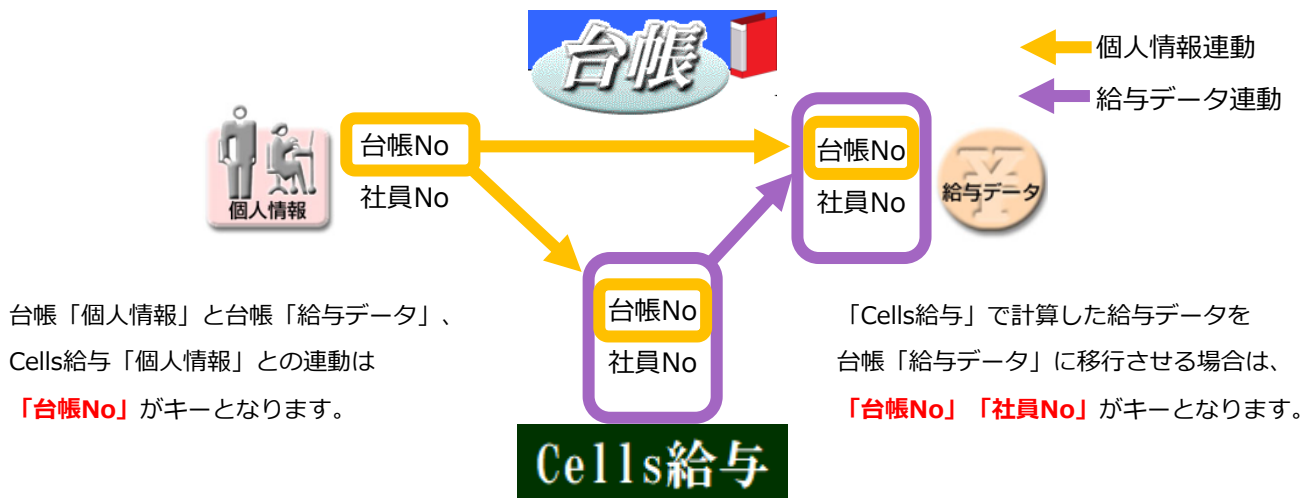 台帳
個人情報連動
給与データ連動
台帳No
社員No
個人情報
台帳No
社員No
給与データ
台帳No
社員No
台帳「個人情報」と台帳「給与データ」、
Cells給与「個人情報」との連動は
「台帳No」がキーとなります。
「Cells給与」で計算した給与データを
台帳「給与データ」に移行させる場合は、
「台帳No」「社員No」がキーとなります。
Cells給与